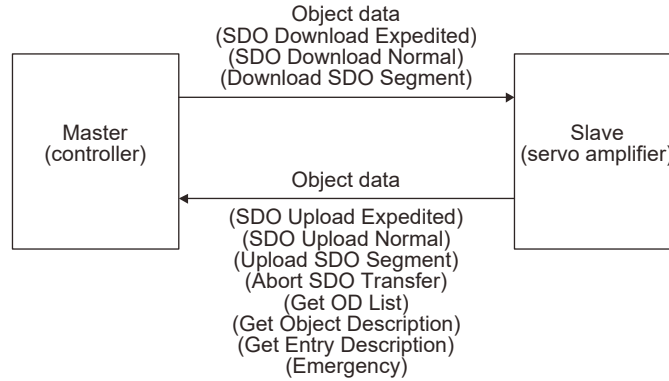 Object data
(SDO Download Expedited)
(SDO Download Normal)
(Download SDO Segment)
Master
(controller)
Slave
(servo amplifier)
Object data
(SDO Upload Expedited)
(SDO Upload Normal)
(Upload SDO Segment)
(Abort SDO Transfer)
(Get OD List)
(Get Object Description)
(Get Entry Description)
(Emergency)